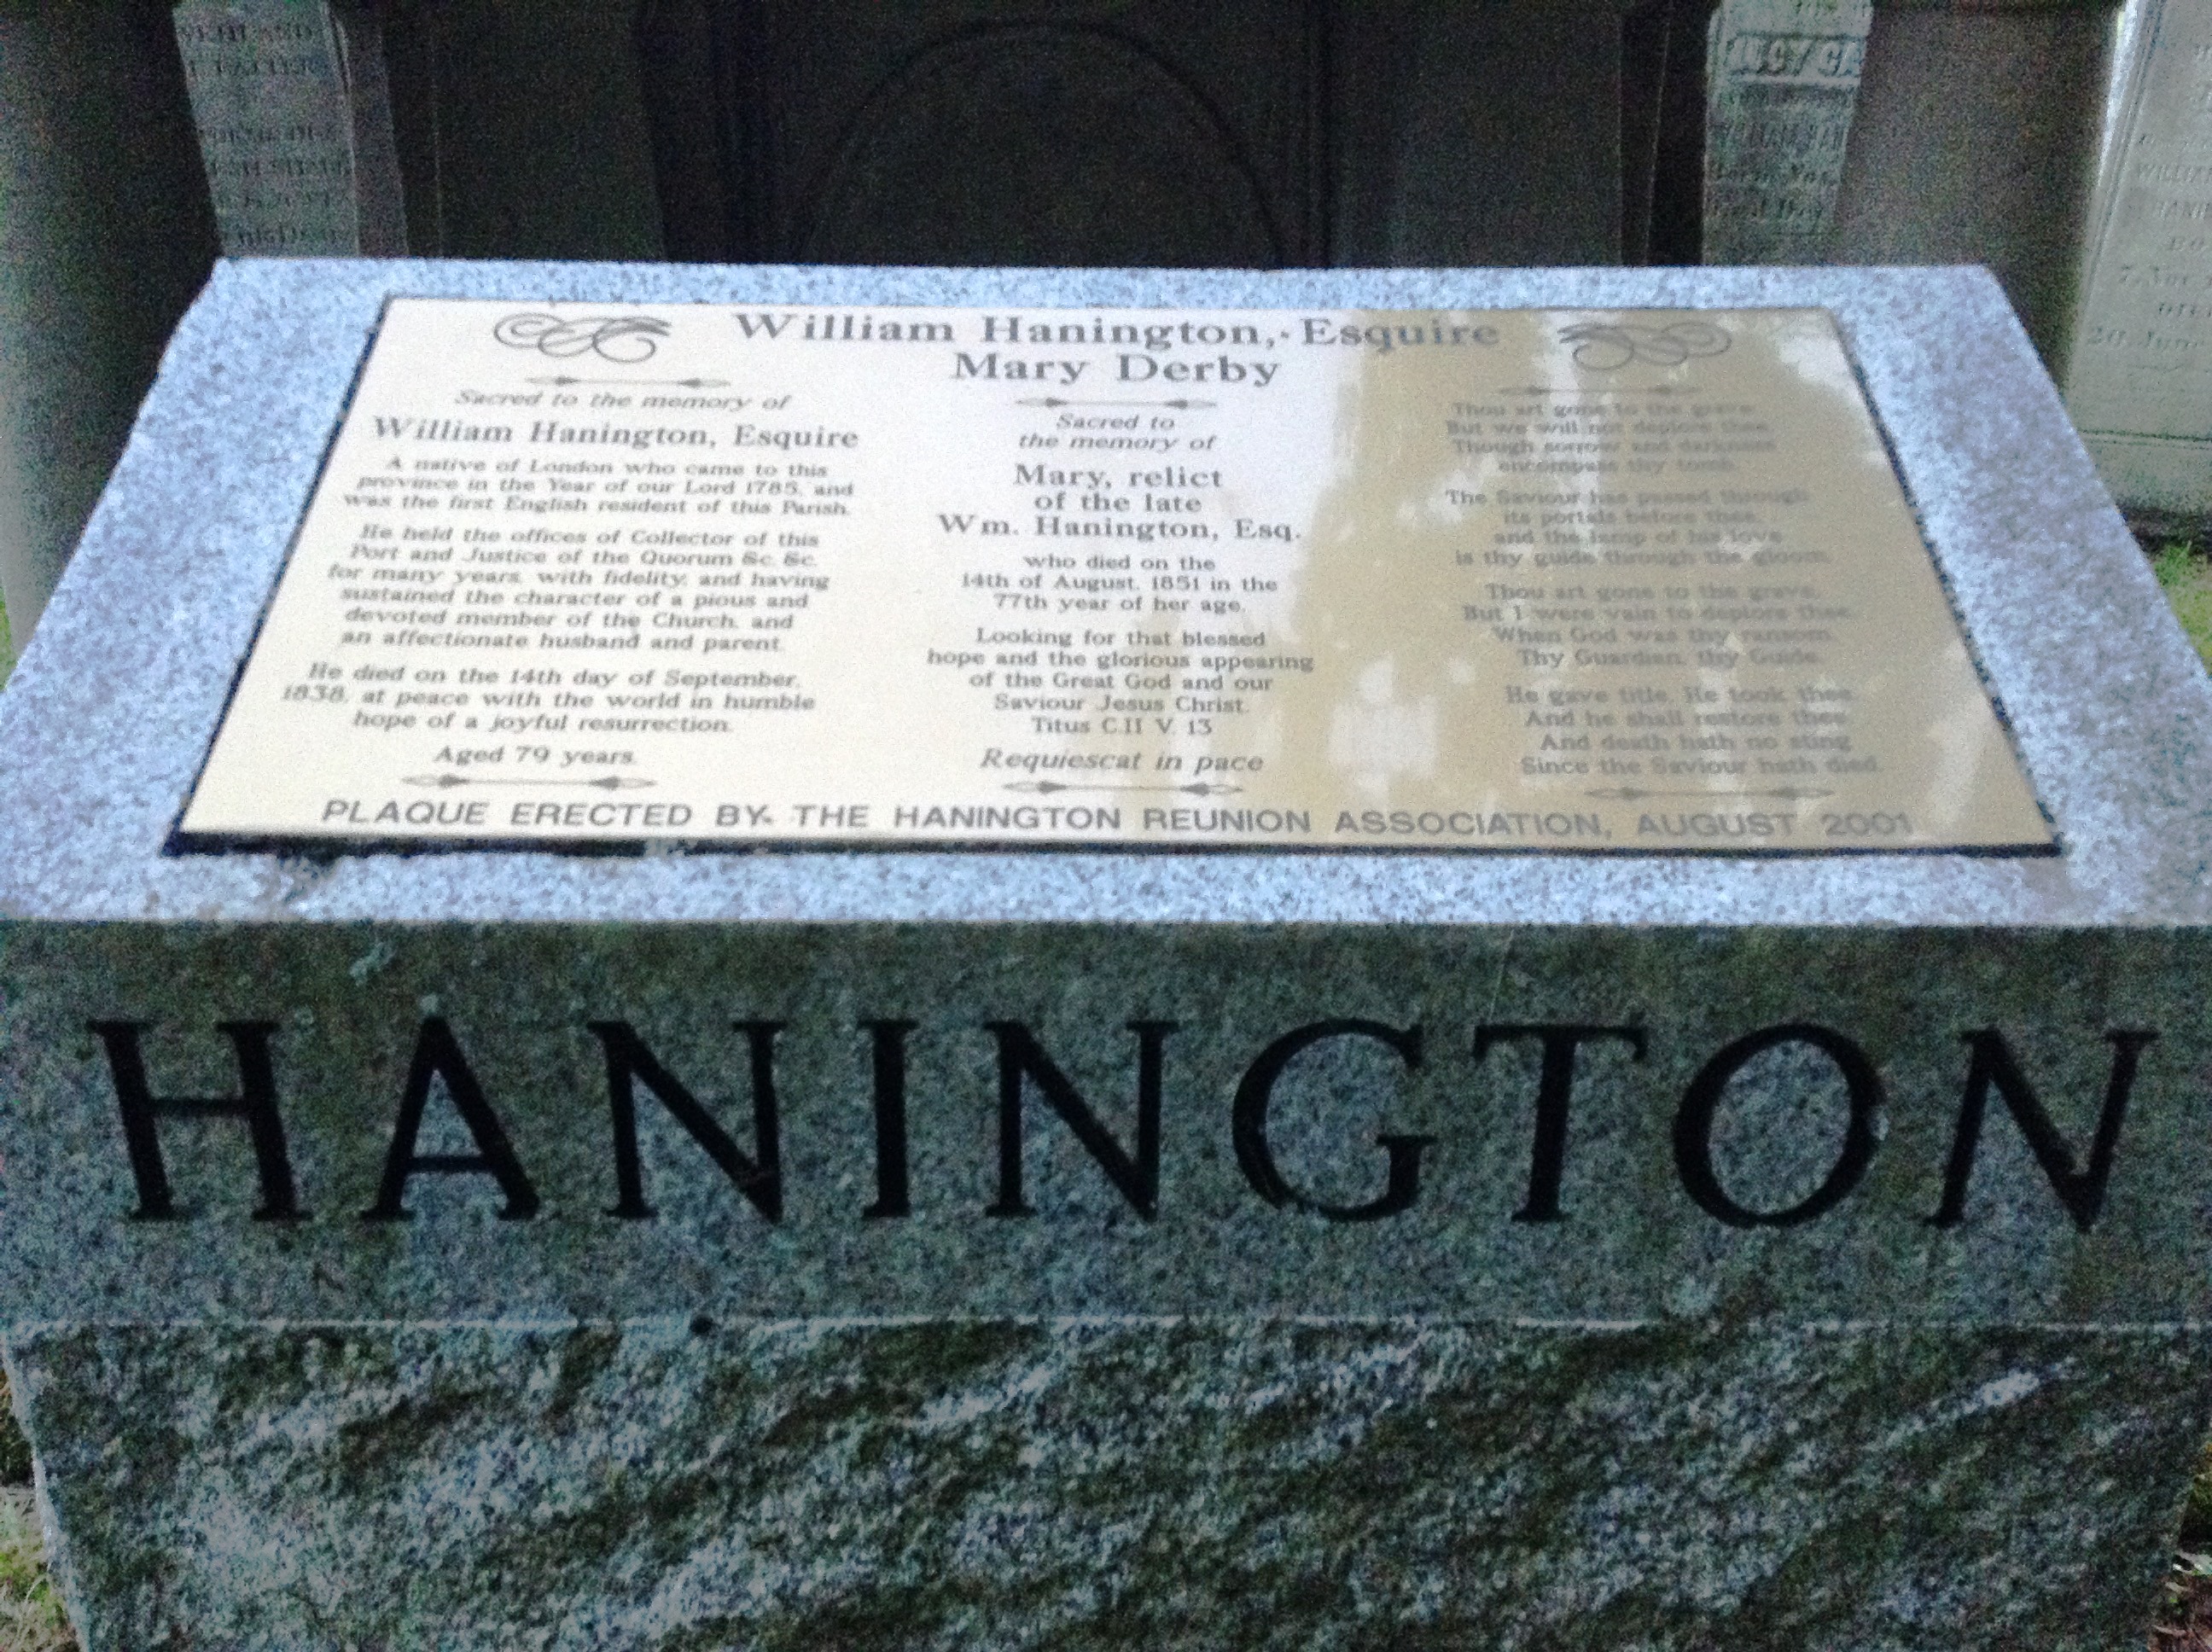 William Hanington, Esquire
Mary Derby
Sacred to the memory of
William Hanington, Esquire
A native of London who came to this
province in the Year of our Lord 1785, and
was the first English resident of this Parish.
He held the offices of Collector of this
Port and Justice of the Quorum &c. &c.
for many years, with fidelity, and having
sustained the character of a pious and
devoted member of the Church, and
an affectionate husband and parent.
He died on the 14th day of September,
1838, at peace with the world in humble
hope of a joyful resurrection.
Aged 79 years.
Sacred to
the memory of
Mary, relict
of the late
Wm. Hanington, Esq.
who died on the
14th of August, 1851 in the
77th year of her age.
Looking for that blessed
hope and the glorious appearing
of the Great God and our
Saviour Jesus Christ.
Titus C.II V. 13
Requiescat in pace
Thou art gone to the grave
But we will not deplore thee
Though sorrow and darkness
encompass thy tomb
The Saviour has passed through
its portals before thee,
and the lamp of his love
is thy guide through the gloom.
Thou art gone to the grave,
But I were vain to deplore thee
When God was thy ransom,
Thy Guardian, thy Guide.
He gave title, He took thee
And he shall restore thee
And death hath no sting
Since the Saviour hath died.
PLAQUE ERECTED BY THE HANINGTON REUNION ASSOCIATION, AUGUST 2001
HANINGTON
WILLIA
HANI
BO
DIE
20 June